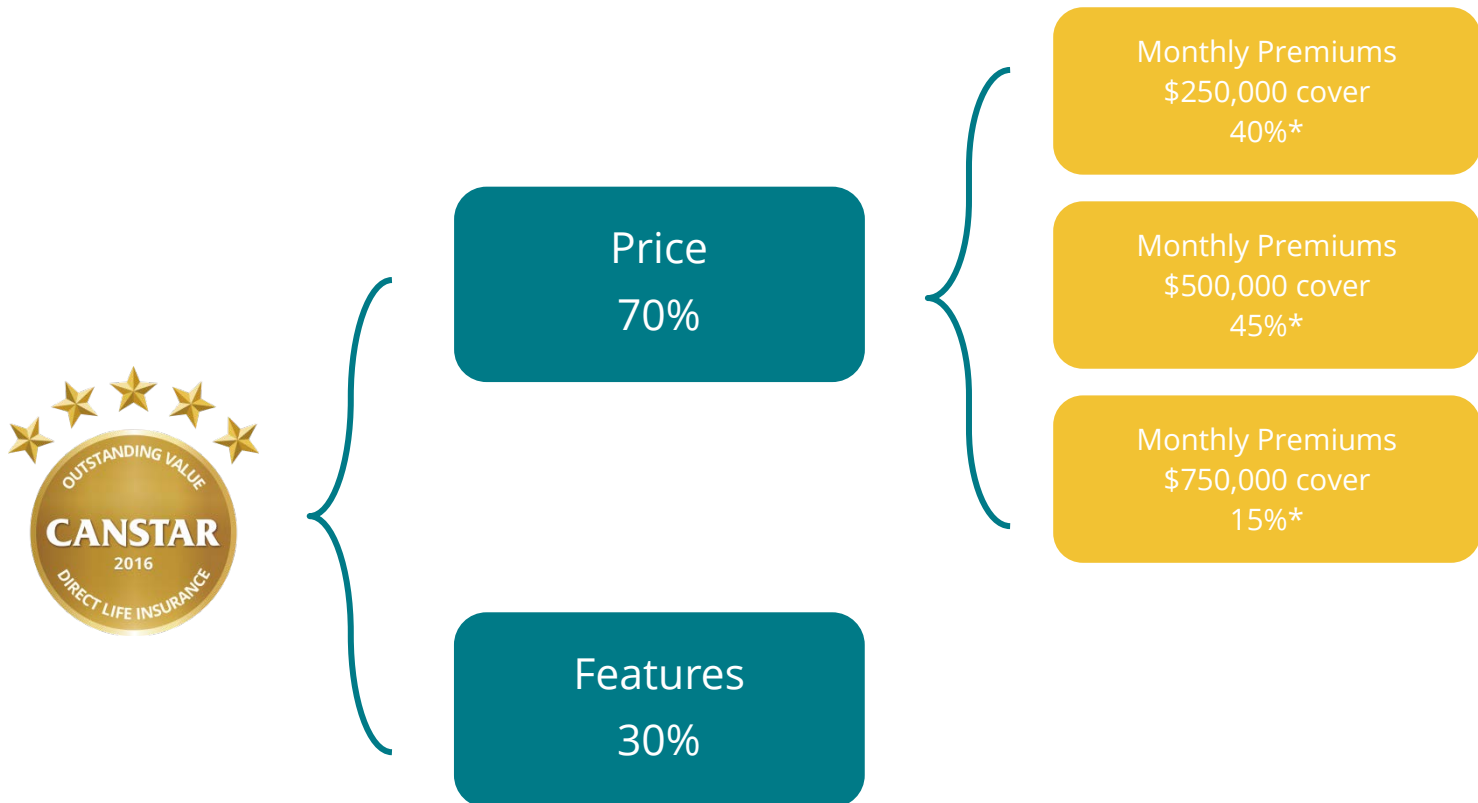 OUTSTANDING VALUE
CANSTAR
2016
DIRECT LIFE INSURANCE
Price
70%
Features
30%
Monthly Premiums
$250,000 cover
40%*
Monthly Premiums
$500,000 cover
45%*
Monthly Premiums
$750,000 cover
15%*